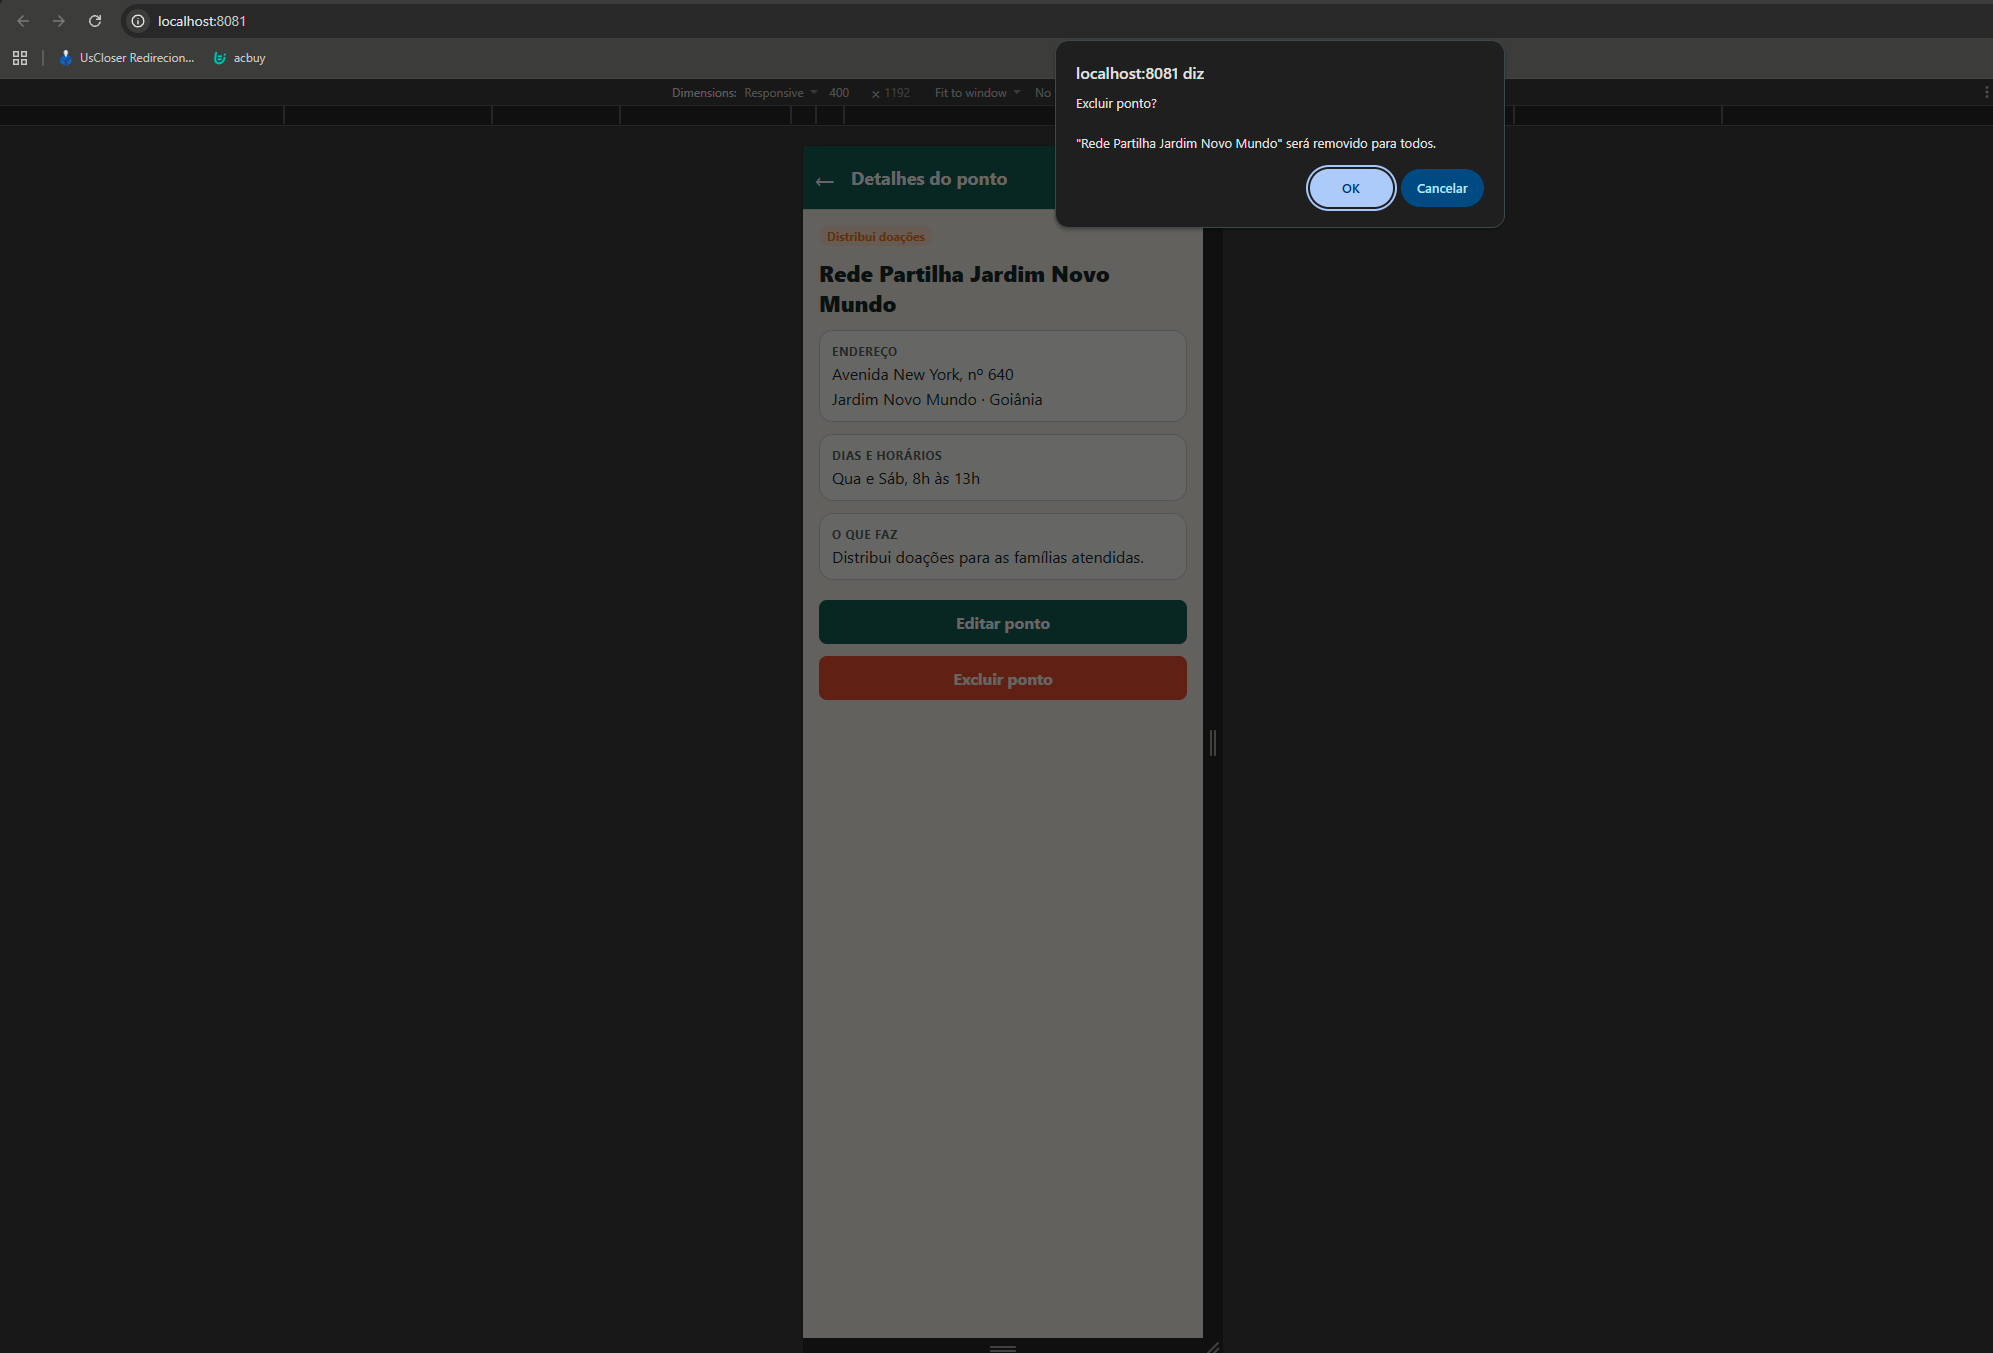 localhost:8081
UsCloser Redirecion...
acbuy
Dimensions: Responsive 400 × 1192 Fit to window No
localhost:8081 diz
Excluir ponto?
"Rede Partilha Jardim Novo Mundo" será removido para todos.
OK
Cancelar
← Detalhes do ponto
Distribui doações
Rede Partilha Jardim Novo
Mundo
ENDEREÇO
Avenida New York, nº 640
Jardim Novo Mundo · Goiânia
DIAS E HORÁRIOS
Qua e Sáb, 8h às 13h
O QUE FAZ
Distribui doações para as famílias atendidas.
Editar ponto
Excluir ponto